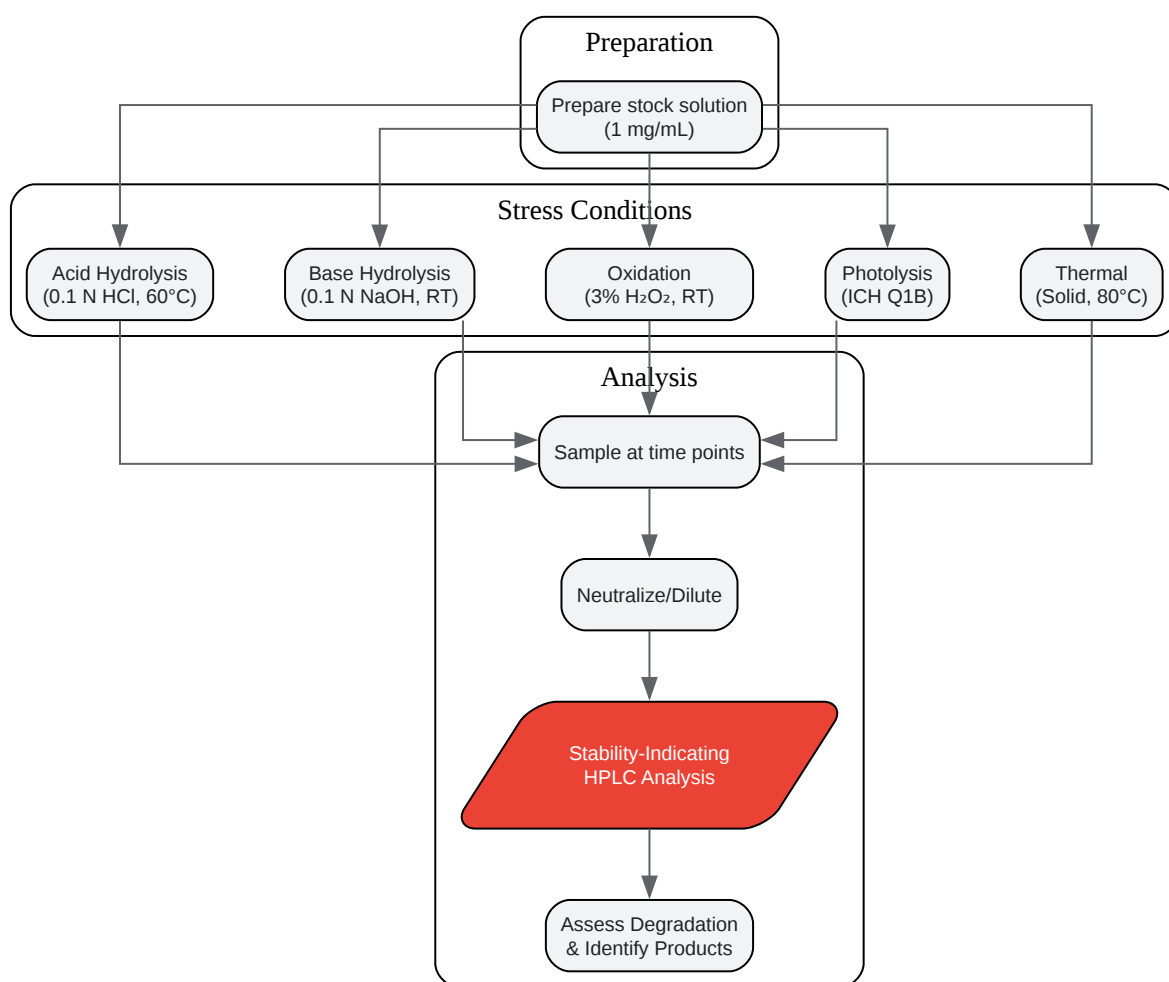 Preparation
Prepare stock solution
(1 mg/mL)
Stress Conditions
Acid Hydrolysis
(0.1 N HCl, 60°C)
Base Hydrolysis
(0.1 N NaOH, RT)
Oxidation
(3% H₂O₂, RT)
Photolysis
(ICH Q1B)
Thermal
(Solid, 80°C)
Analysis
Sample at time points
Neutralize/Dilute
Stability-Indicating
HPLC Analysis
Assess Degradation
& Identify Products